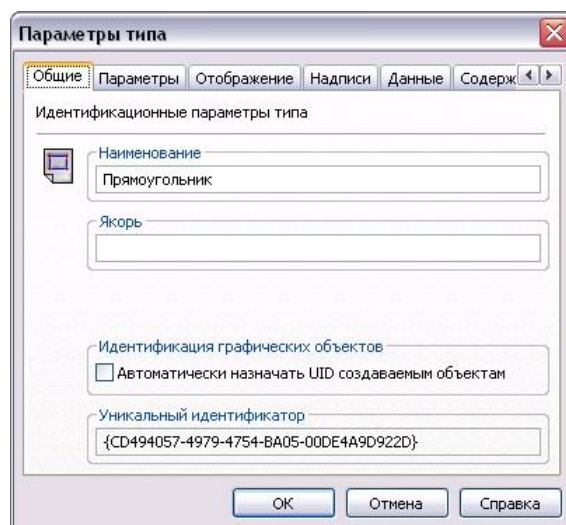 Параметры типа
Общие Параметры Отображение Надписи Данные Содерж
Идентификационные параметры типа
Наименование
Прямоугольник
Якорь
Идентификация графических объектов
Автоматически назначать UID создаваемым объектам
Уникальный идентификатор
{CD494057-4979-4754-BA05-00DE4A9D922D}
ОК Отмена Справка